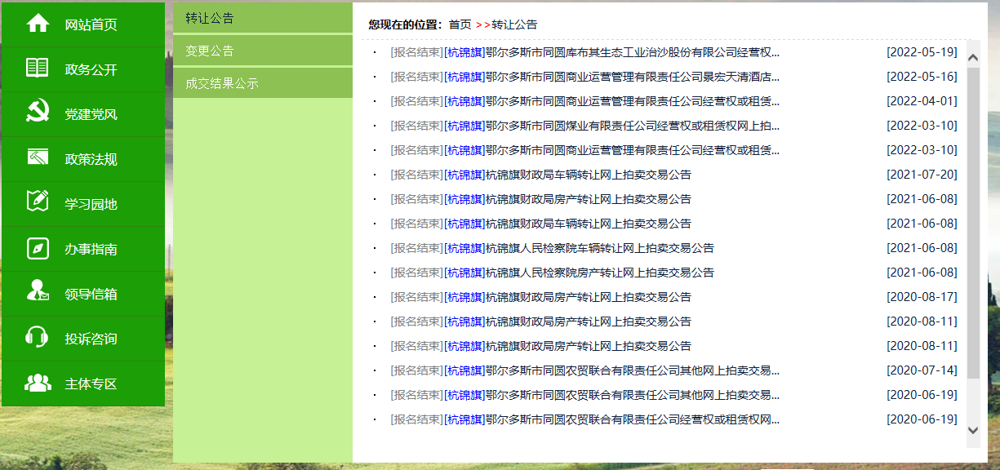 网站首页
政务公开
党建党风
政策法规
学习园地
办事指南
领导信箱
投诉咨询
主体专区
转让公告
变更公告
成交结果公示
您现在的位置：首页 >>转让公告
· [报名结束][杭锦旗]鄂尔多斯市同圆库布其生态工业治沙股份有限公司经营权... [2022-05-19]
· [报名结束][杭锦旗]鄂尔多斯市同圆商业运营管理有限责任公司景宏天清酒店... [2022-05-16]
· [报名结束][杭锦旗]鄂尔多斯市同圆商业运营管理有限责任公司经营权或租赁... [2022-04-01]
· [报名结束][杭锦旗]鄂尔多斯市同圆煤业有限责任公司经营权或租赁权网上拍... [2022-03-10]
· [报名结束][杭锦旗]鄂尔多斯市同圆商业运营管理有限责任公司经营权或租赁... [2022-03-10]
· [报名结束][杭锦旗]杭锦旗财政局车辆转让网上拍卖交易公告 [2021-07-20]
· [报名结束][杭锦旗]杭锦旗财政局房产转让网上拍卖交易公告 [2021-06-08]
· [报名结束][杭锦旗]杭锦旗财政局车辆转让网上拍卖交易公告 [2021-06-08]
· [报名结束][杭锦旗]杭锦旗人民检察院车辆转让网上拍卖交易公告 [2021-06-08]
· [报名结束][杭锦旗]杭锦旗人民检察院房产转让网上拍卖交易公告 [2021-06-08]
· [报名结束][杭锦旗]杭锦旗财政局房产转让网上拍卖交易公告 [2020-08-17]
· [报名结束][杭锦旗]杭锦旗财政局房产转让网上拍卖交易公告 [2020-08-11]
· [报名结束][杭锦旗]杭锦旗财政局房产转让网上拍卖交易公告 [2020-08-11]
· [报名结束][杭锦旗]鄂尔多斯市同圆农贸联合有限责任公司其他网上拍卖交易... [2020-07-14]
· [报名结束][杭锦旗]鄂尔多斯市同圆农贸联合有限责任公司其他网上拍卖交易... [2020-06-19]
· [报名结束][杭锦旗]鄂尔多斯市同圆农贸联合有限责任公司经营权或租赁权网... [2020-06-19]